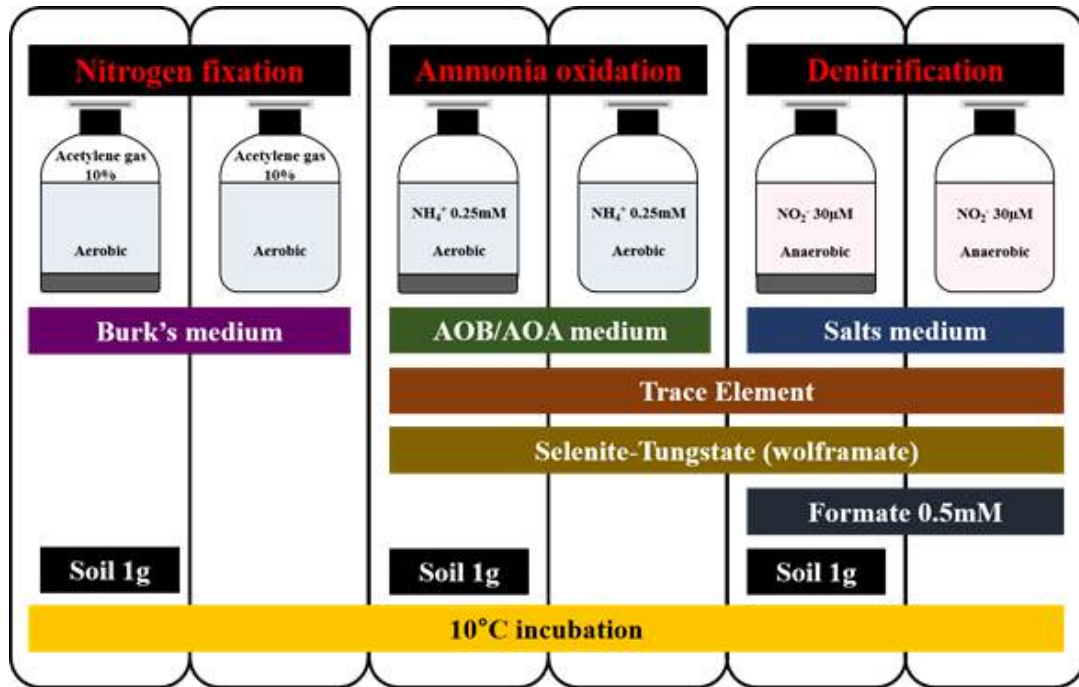 Nitrogen fixation
Ammonia oxidation
Denitrification
Acetylene gas
10%
Aerobic
Acetylene gas
10%
Aerobic
NH₄⁺ 0.25mM
Aerobic
NH₄⁺ 0.25mM
Aerobic
NO₂⁻ 30μM
Anaerobic
NO₂⁻ 30μM
Anaerobic
Burk’s medium
AOB/AOA medium
Salts medium
Trace Element
Selenite-Tungstate (wolframate)
Formate 0.5mM
Soil 1g
Soil 1g
Soil 1g
10°C incubation